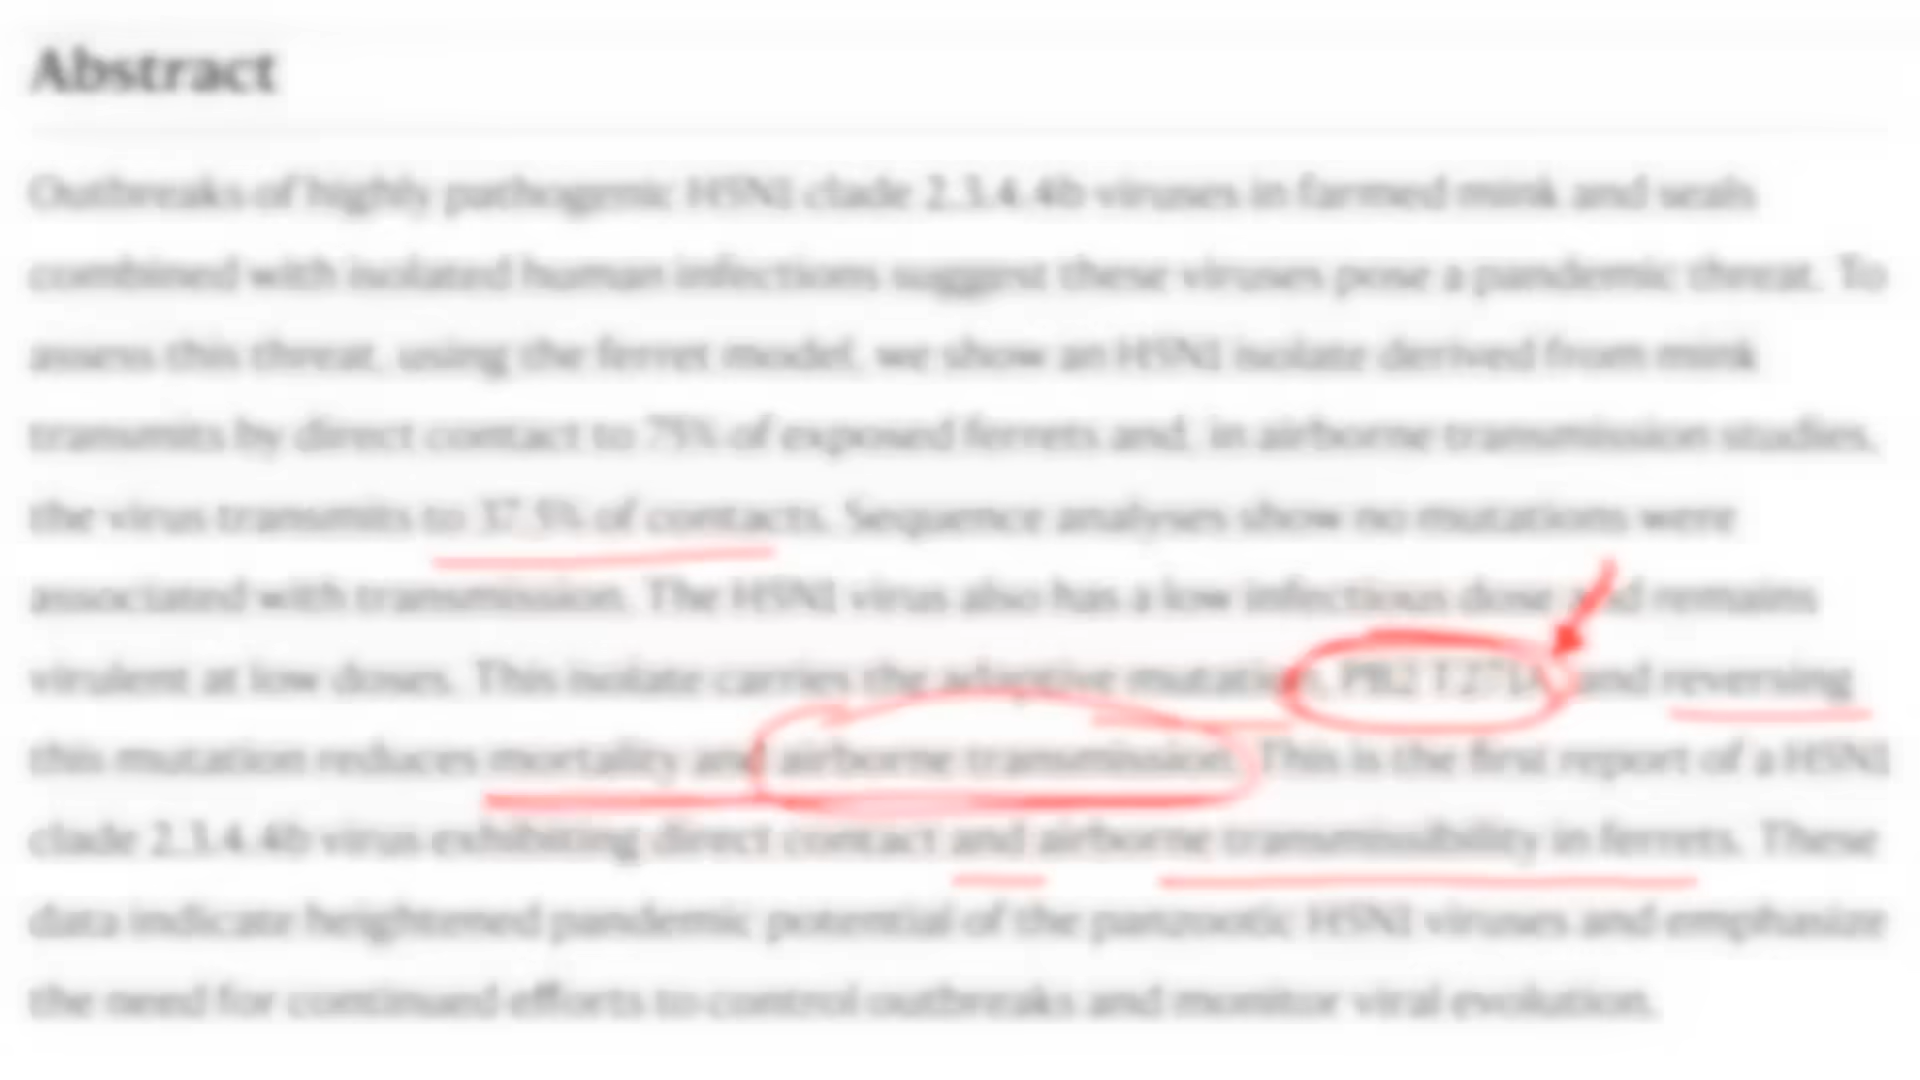 Abstract
Outbreaks of highly pathogenic H5N1 clade 2.3.4.4b viruses in farmed mink and seals
combined with isolated human infections suggest these viruses pose a pandemic threat. To
assess this threat, using the ferret model, we show an H5N1 isolate derived from mink
transmits by direct contact to 75% of exposed ferrets and, in airborne transmission studies,
the virus transmits to 37.5% of contacts. Sequence analyses show no mutations were
associated with transmission. The H5N1 virus also has a low infectious dose and remains
virulent at low doses. This isolate carries the adaptive mutation, PB2 T271A, and reversing
this mutation reduces mortality and airborne transmission. This is the first report of a H5N1
clade 2.3.4.4b virus exhibiting direct contact and airborne transmissibility in ferrets. These
data indicate heightened pandemic potential of the panzootic H5N1 viruses and emphasize
the need for continued efforts to control outbreaks and monitor viral evolution.